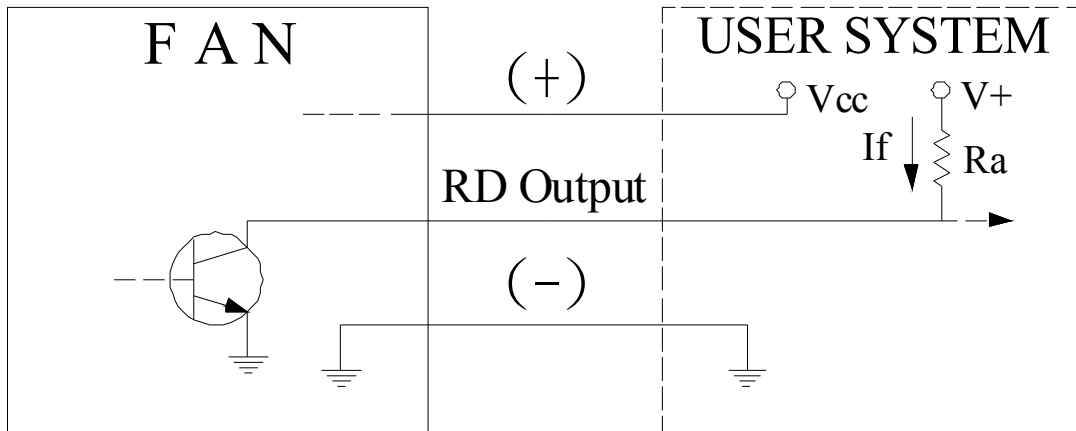 F A N
USER SYSTEM
(+)
Vcc
V+
If
Ra
RD Output
(-)